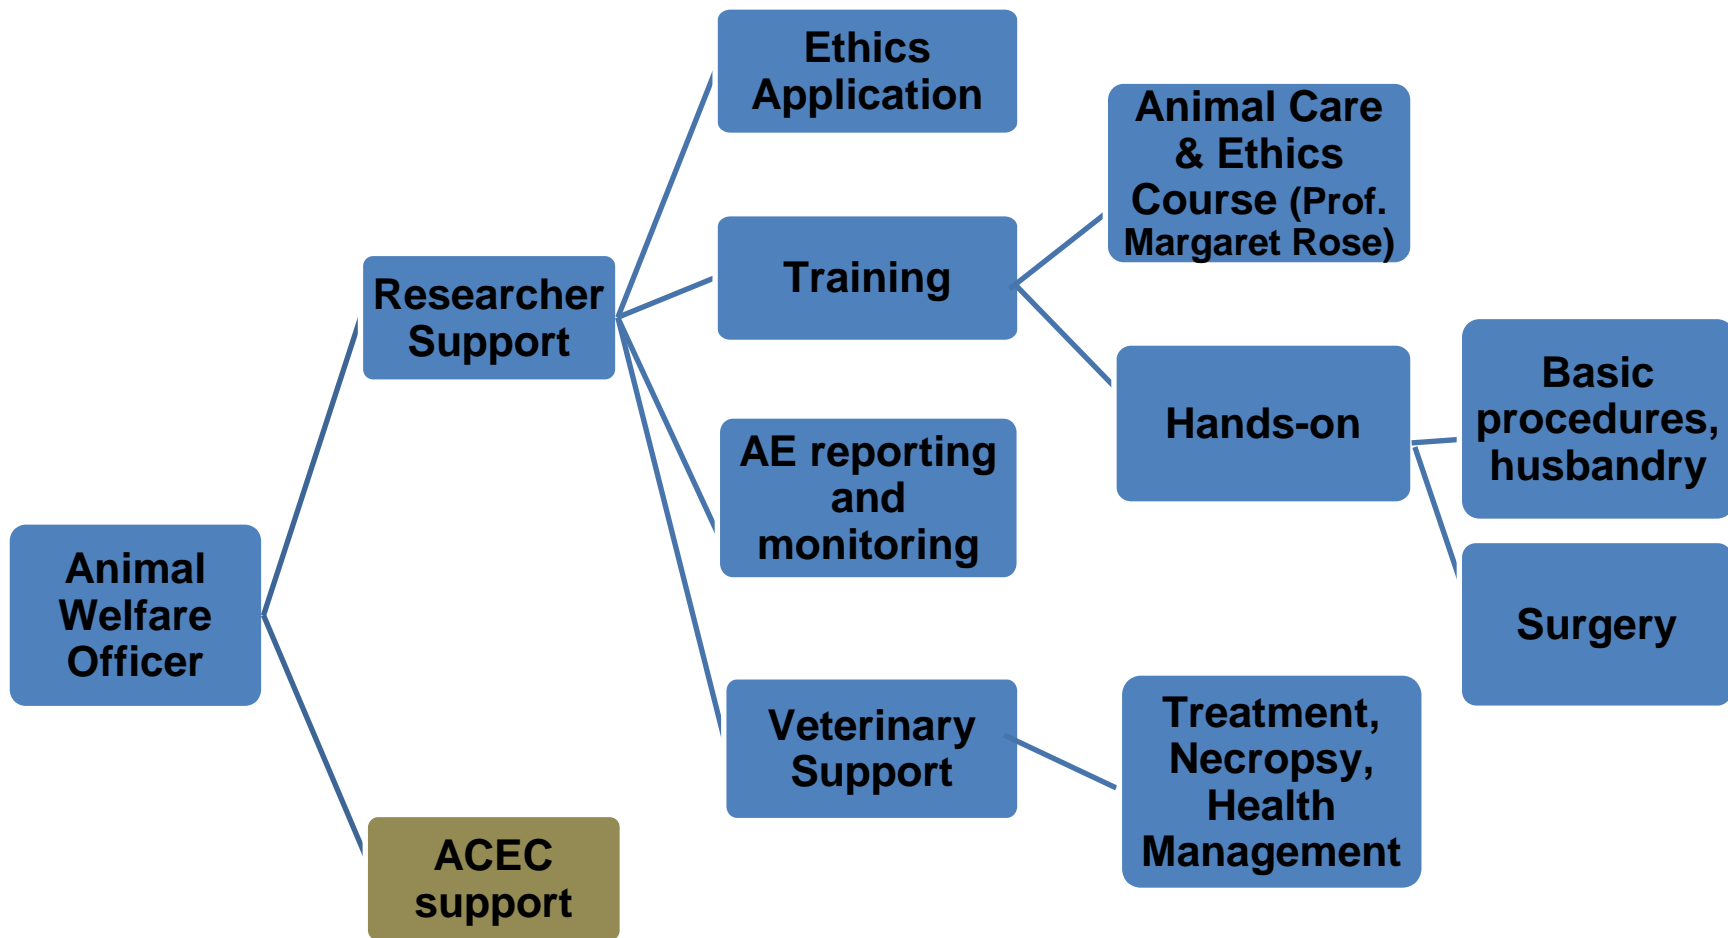 Animal
Welfare
Officer
Researcher
Support
ACEC
support
Ethics
Application
Training
AE reporting
and
monitoring
Veterinary
Support
Animal Care
& Ethics
Course (Prof.
Margaret Rose)
Hands-on
Treatment,
Necropsy,
Health
Management
Basic
procedures,
husbandry
Surgery